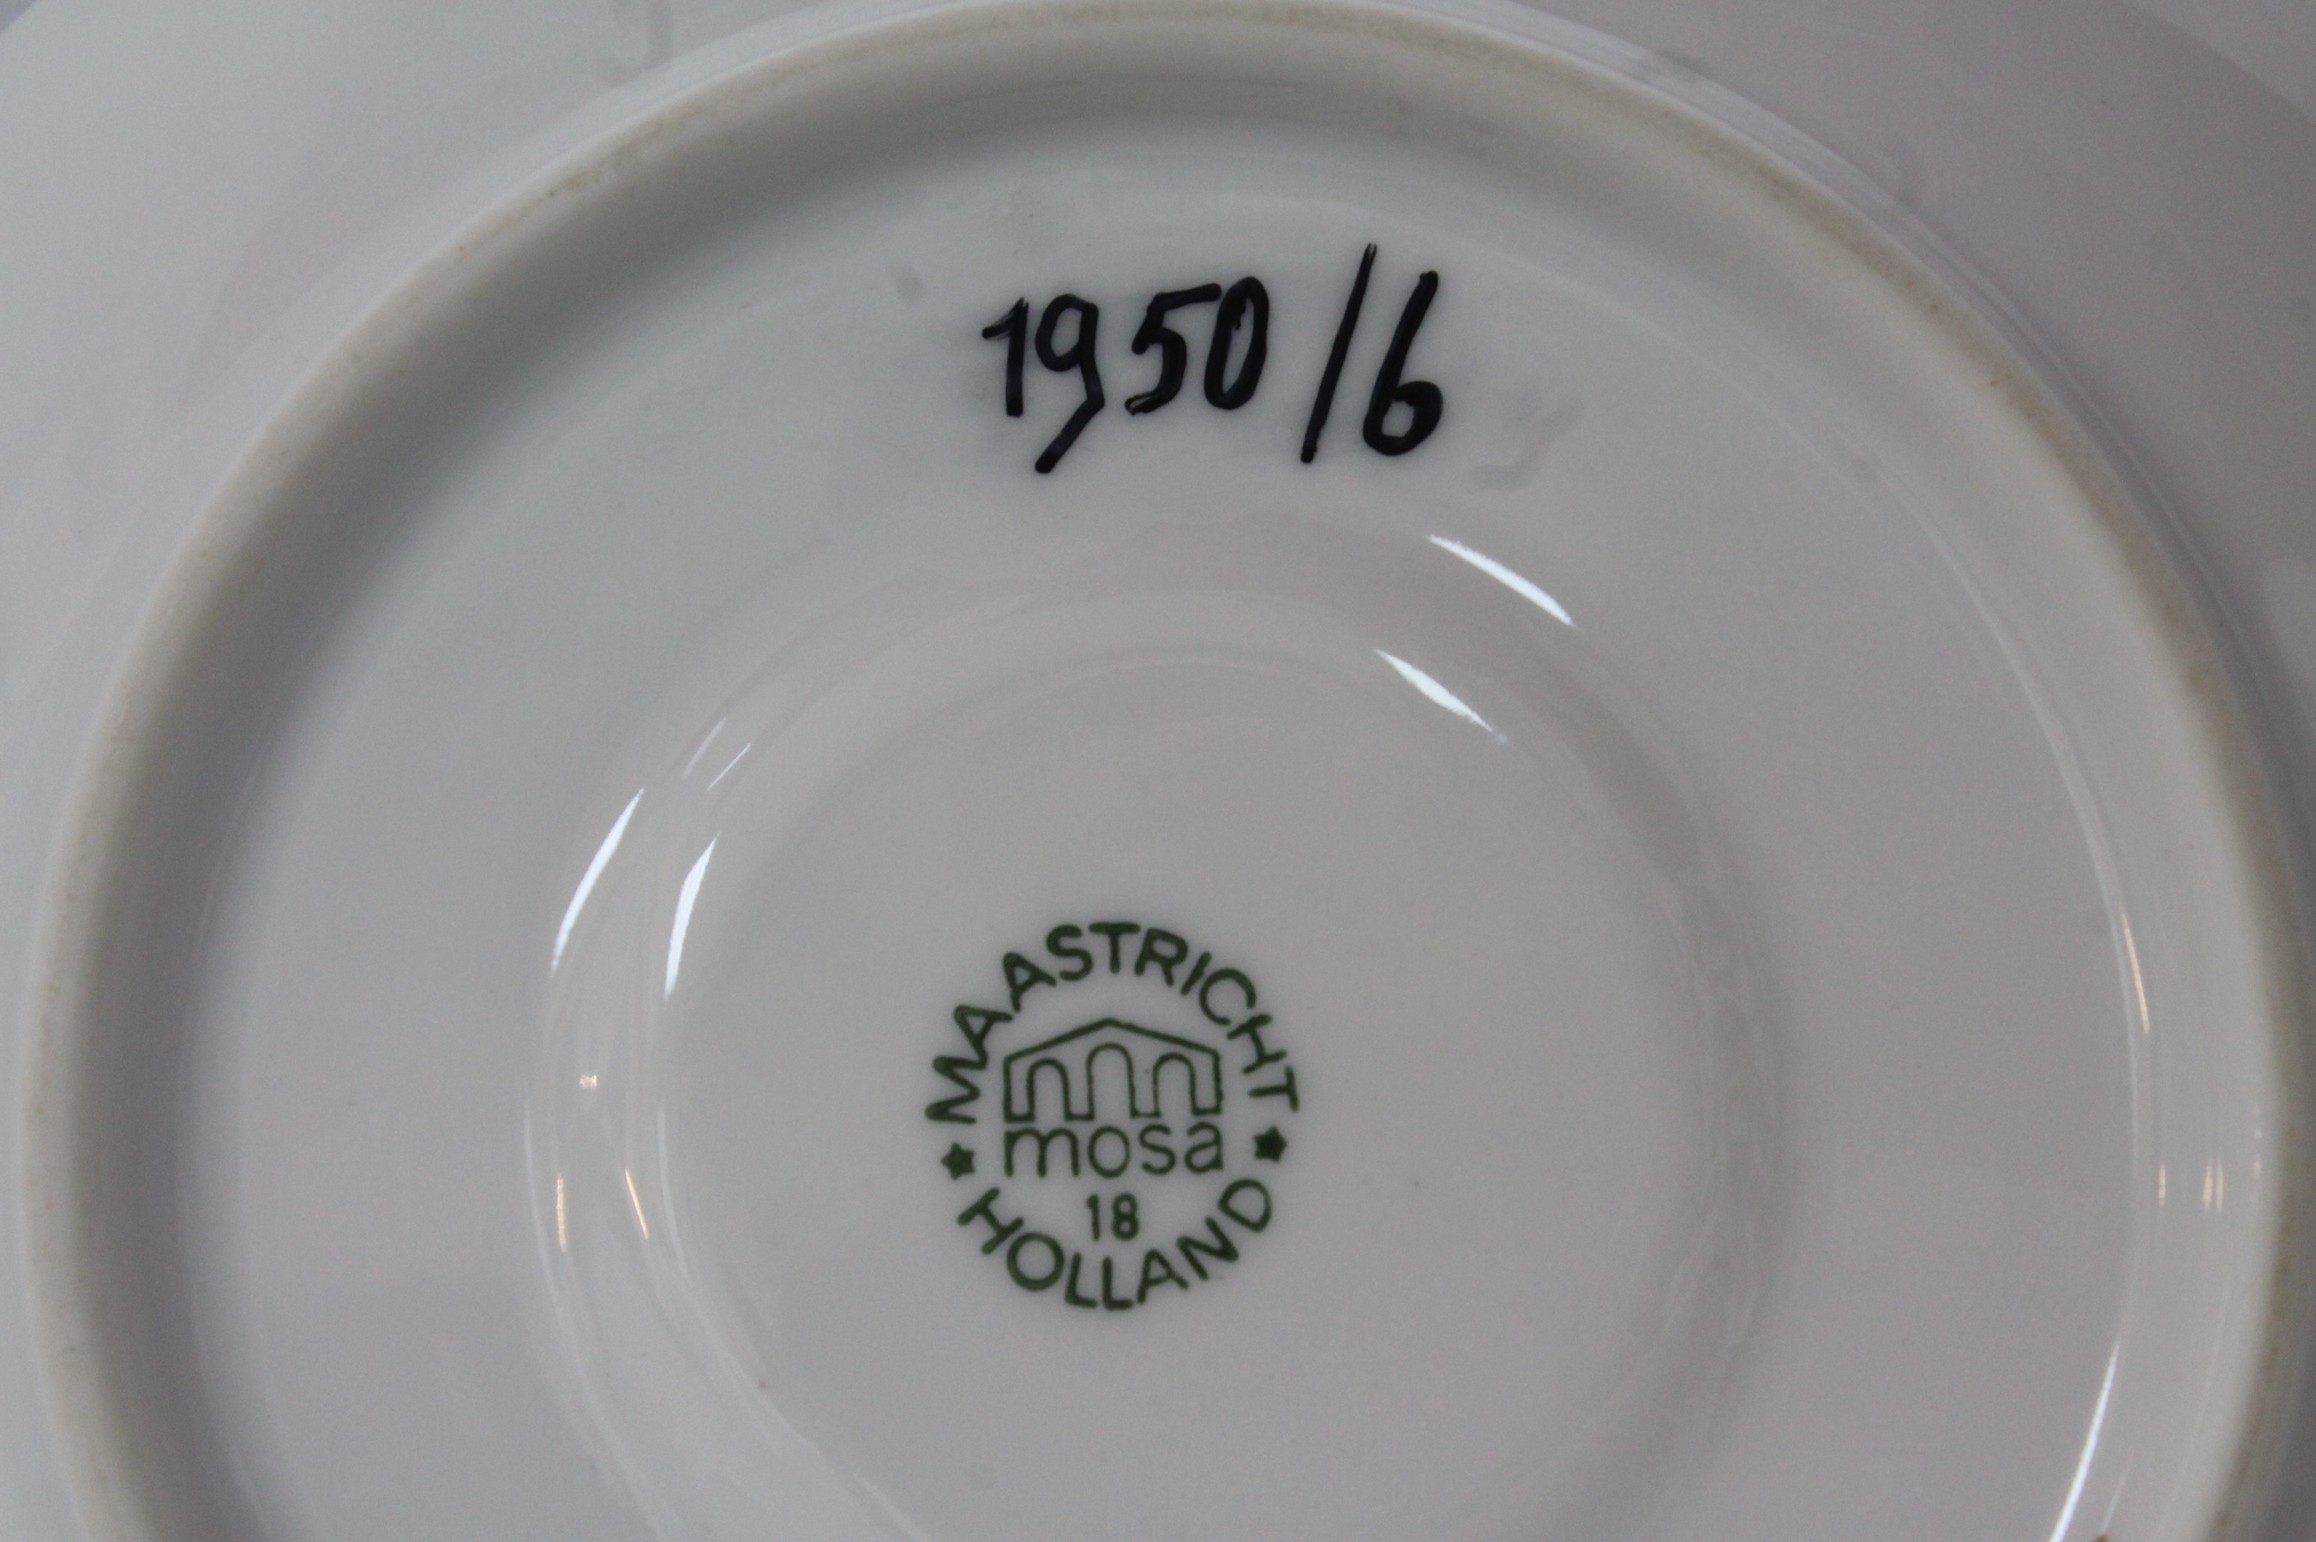 1950/6
MAASTRICHT
mosa
18
HOLLAND